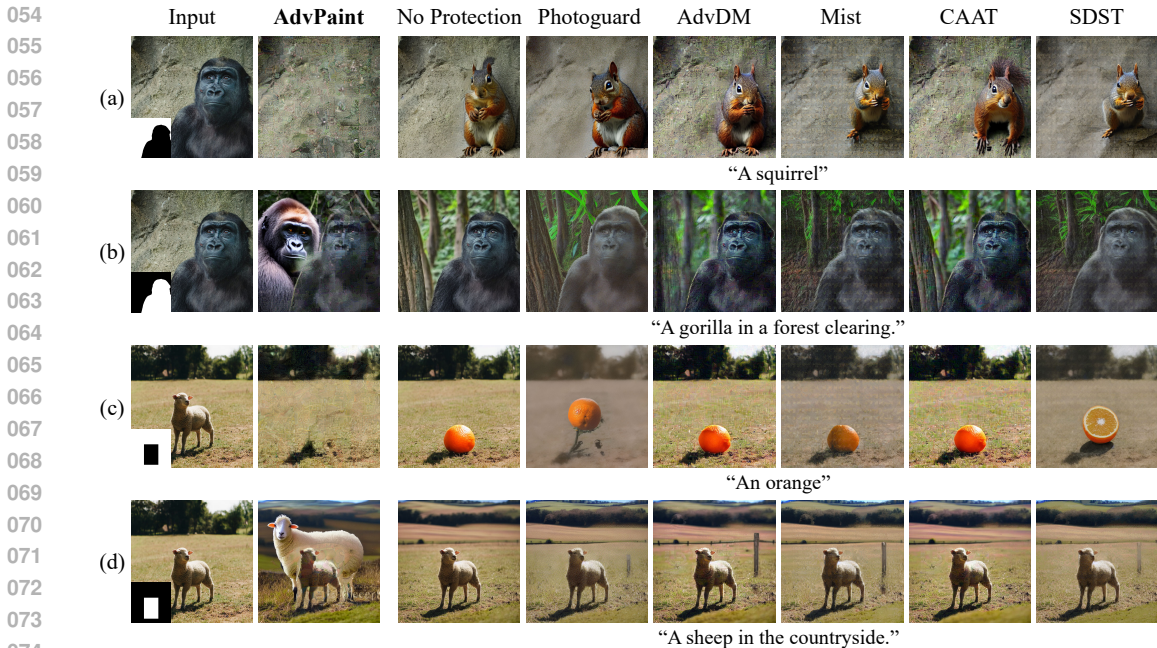 054
Input AdvPaint No Protection Photoguard AdvDM Mist CAAT SDST
055
056
057
(a)
058
059
“A squirrel”
060
061
(b)
062
063
064
“A gorilla in a forest clearing.”
065
066
(c)
067
068
069
“An orange”
070
071
(d)
072
073
“A sheep in the countryside.”